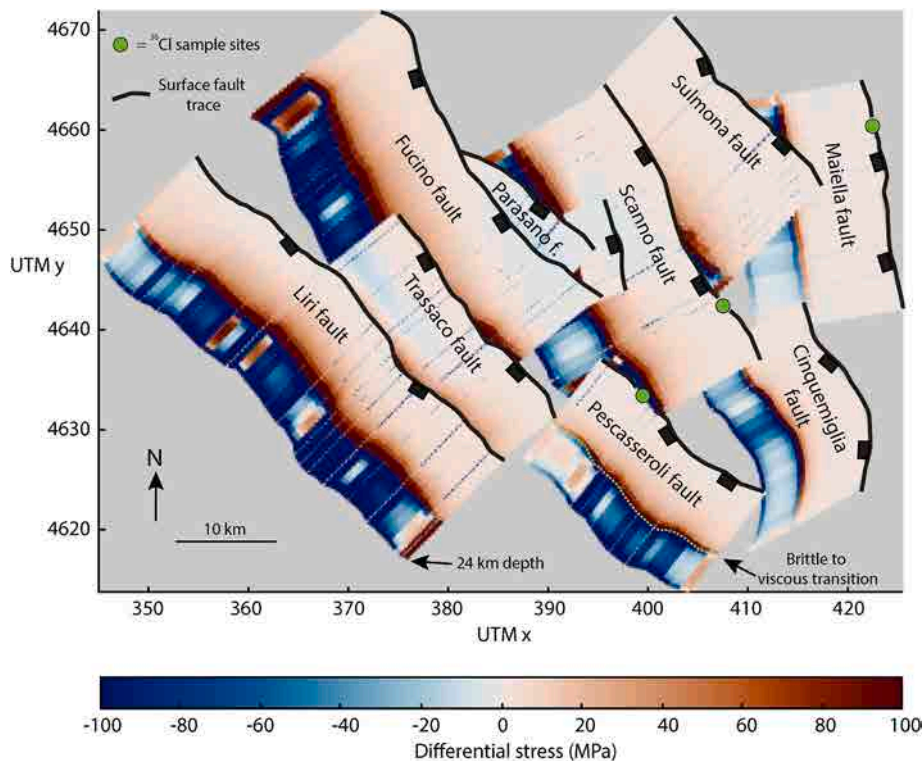 4670
4660
4650
UTM y
4640
4630
4620
= ³⁶Cl sample sites
Surface fault
trace
Fucino fault
Parasano f.
Sulmona fault
Maiella fault
Scanno fault
Liri fault
Trassaco fault
Cinquemiglia
fault
Pescasseroli fault
N
10 km
24 km depth
Brittle to
viscous transition
350 360 370 380 390 400 410 420
UTM x
-100 -80 -60 -40 -20 0 20 40 60 80 100
Differential stress (MPa)